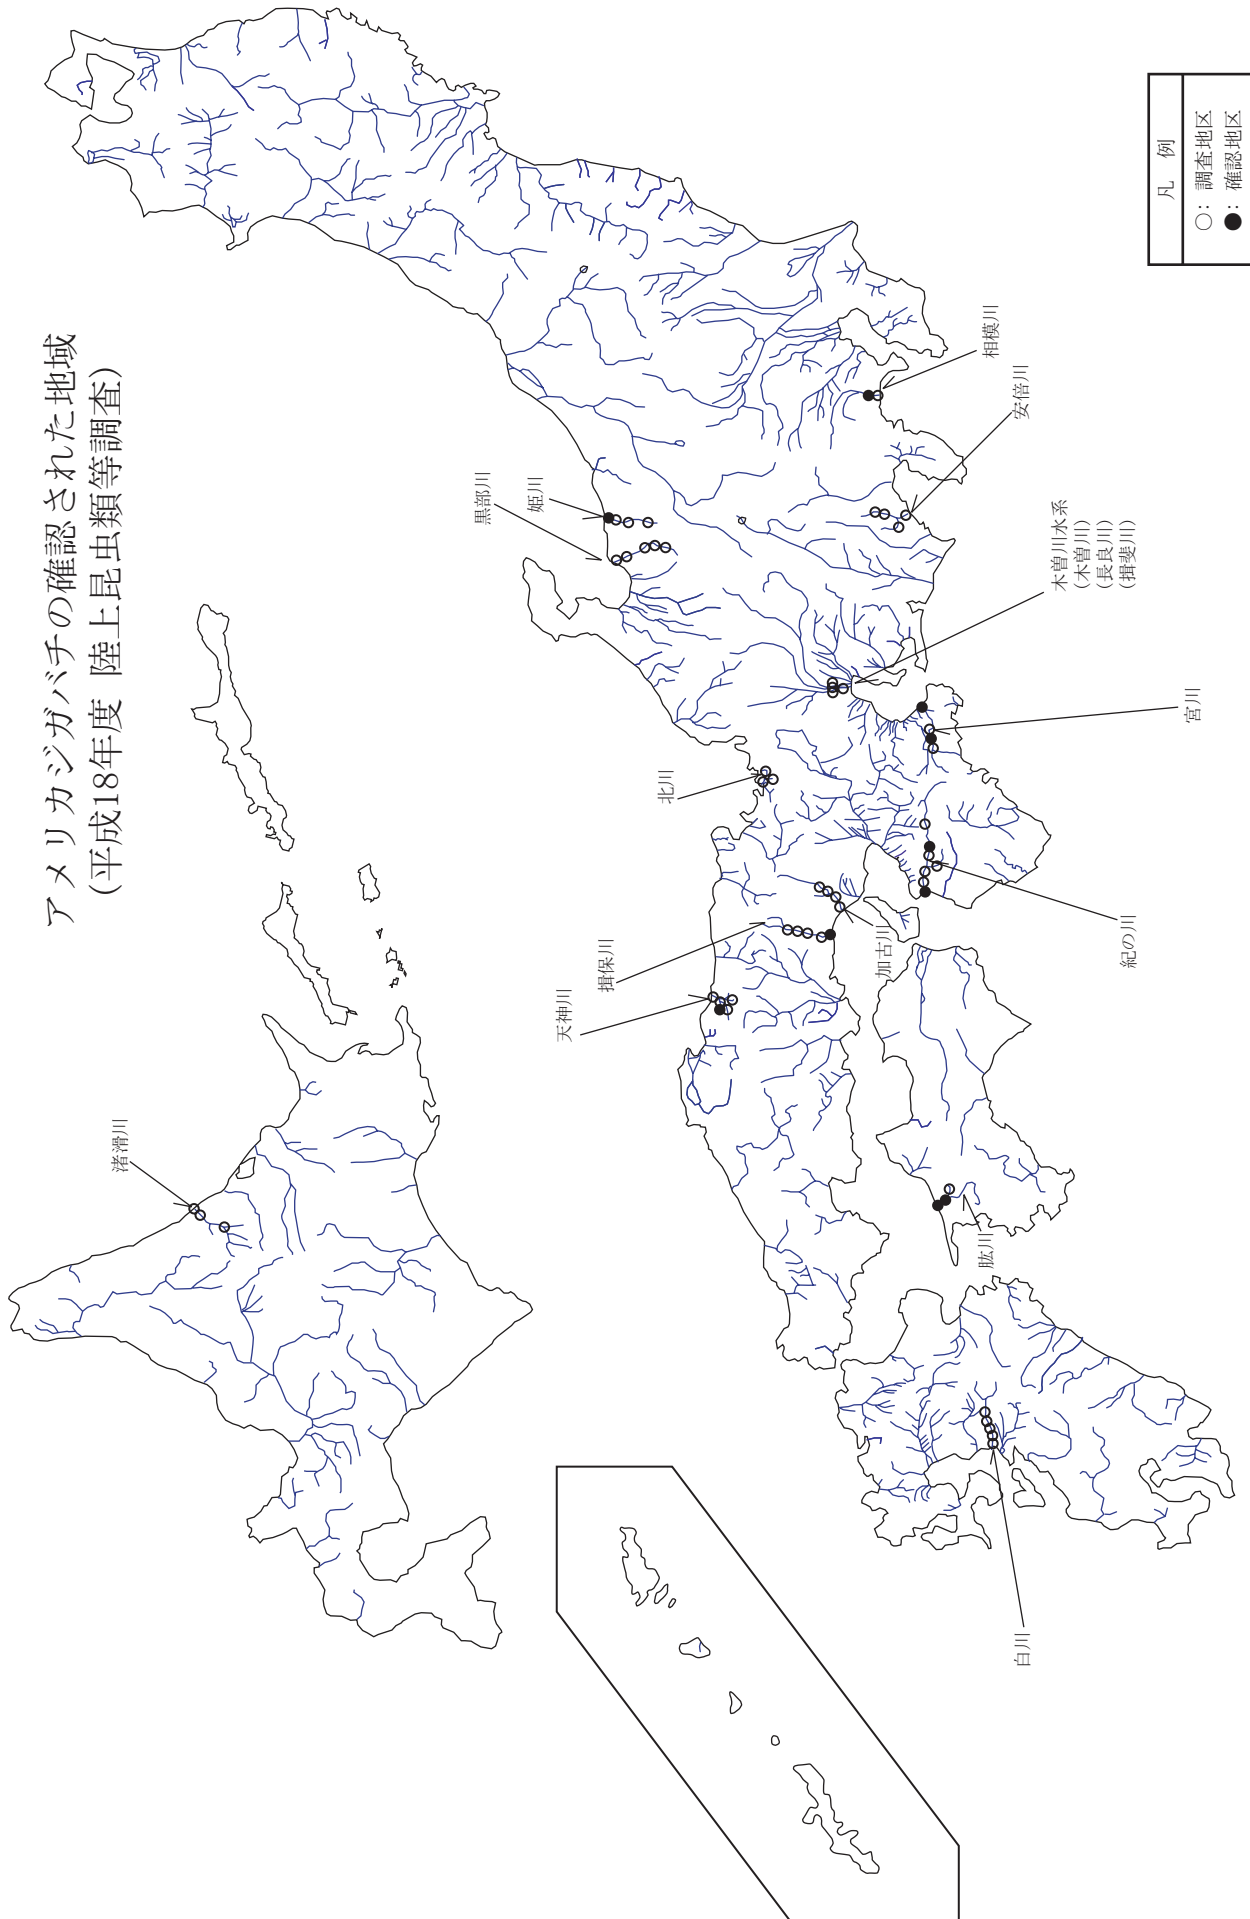 アメリカジガバチの確認された地域
(平成18年度 陸上昆虫類等調査)
凡 例
○: 調査地区
●: 確認地区
渚滑川
黒部川
姫川
相模川
安倍川
木曽川水系
(木曽川)
(長良川)
(揖斐川)
宮川
北川
紀の川
加古川
揖保川
天神川
肱川
白川